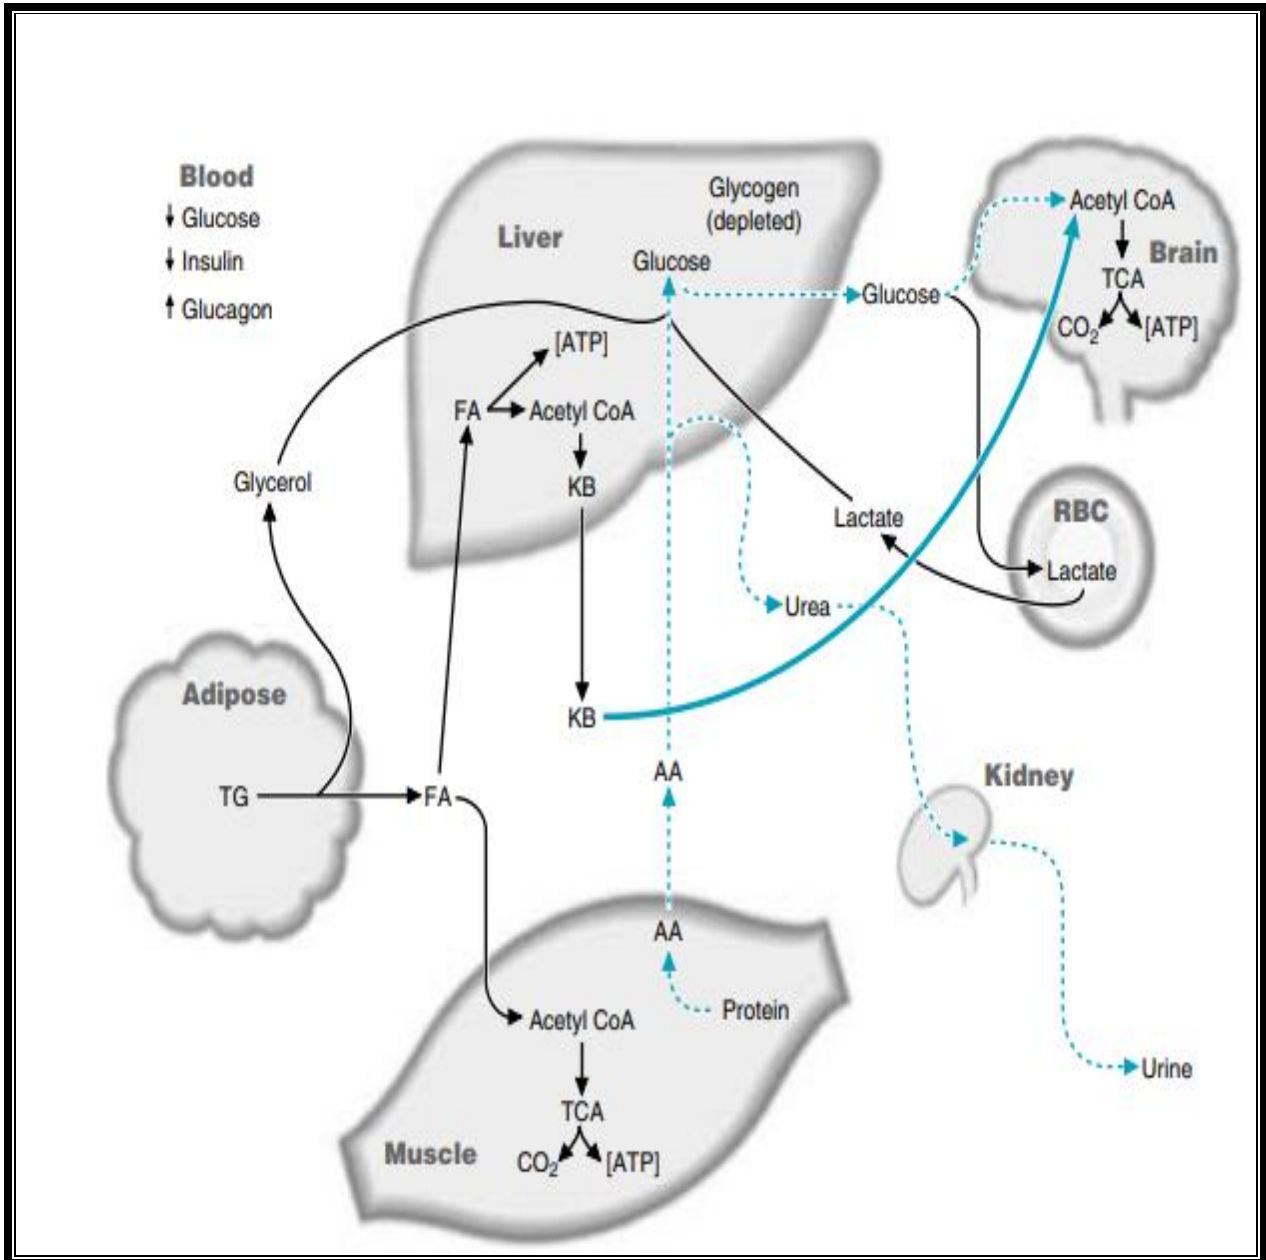 Blood
Glucose
Insulin
Glucagon
Liver
Glycogen
(depleted)
Glucose
[ATP]
FA
Acetyl CoA
KB
Glucose
Acetyl CoA
Brain
TCA
CO2
[ATP]
Glycerol
Lactate
RBC
Lactate
Urea
Adipose
TG
FA
KB
AA
Kidney
AA
Protein
Acetyl CoA
TCA
CO2
[ATP]
Muscle
Urine